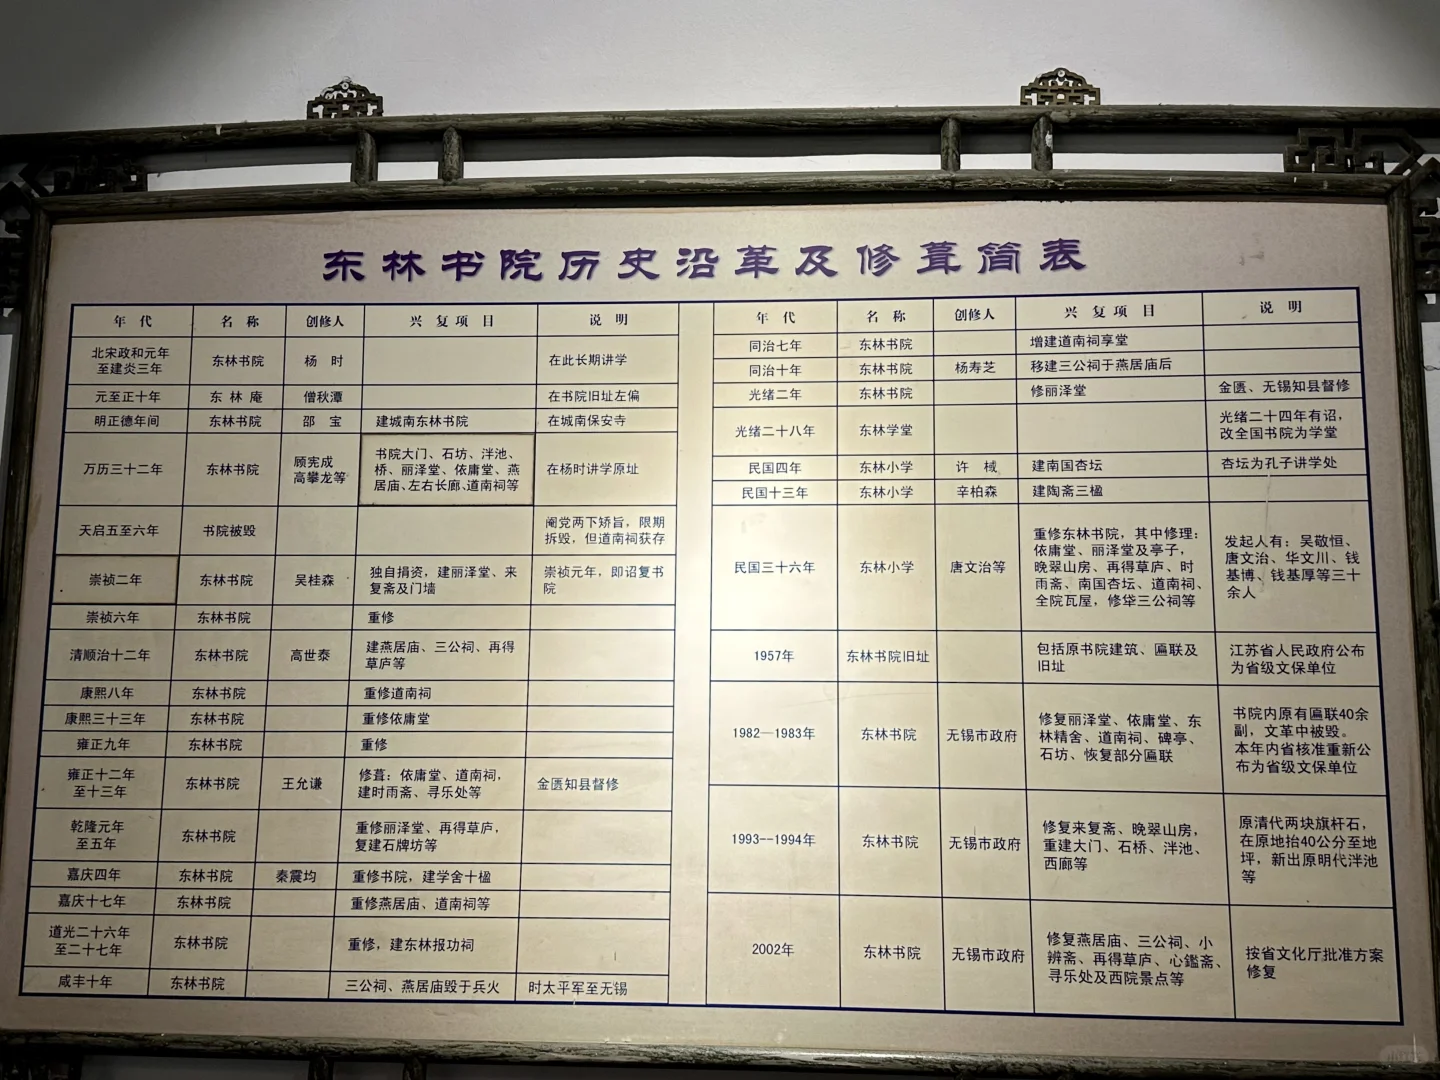 东林书院历史沿革及修葺简表
年代 名称 创修人 兴复项目 说明
北宋政和元年
至建炎三年 东林书院 杨时 在此长期讲学
元至正十年 东林庵 僧秋潭 在书院旧址左偏
明正德年间 东林书院 邵宝 建城南东林书院 在城南保安寺
万历三十二年 东林书院 顾宪成
高攀龙等 书院大门、石坊、泮池、
桥、丽泽堂、依庸堂、燕
居庙、左右长廊、道南祠等 在杨时讲学原址
天启五至六年 书院被毁 阉党两下矫旨，限期
拆毁，但道南祠获存
崇祯二年 东林书院 吴桂森 独自捐资，建丽泽堂、来
复斋及门墙 崇祯元年，即诏复书
院
崇祯六年 东林书院 重修
清顺治十二年 东林书院 高世泰 建燕居庙、三公祠、再得
草庐等
康熙八年 东林书院 重修道南祠
康熙三十三年 东林书院 重修依庸堂
雍正九年 东林书院 重修
雍正十二年
至十三年 东林书院 王允谦 修葺：依庸堂、道南祠，
建时雨斋、寻乐处等 金匮知县督修
乾隆元年
至五年 东林书院 重修丽泽堂、再得草庐，
复建石牌坊等
嘉庆四年 东林书院 秦震均 重修书院，建学舍十楹
嘉庆十七年 东林书院 重修燕居庙、道南祠等
道光二十六年
至二十七年 东林书院 重修，建东林报功祠
咸丰十年 东林书院 三公祠、燕居庙毁于兵火 时太平军至无锡
年代 名称 创修人 兴复项目 说明
同治七年 东林书院 增建道南祠享堂
同治十年 东林书院 杨寿芝 移建三公祠于燕居庙后
光绪二年 东林书院 修丽泽堂 金匮、无锡知县督修
光绪二十八年 东林学堂 光绪二十四年有诏，
改全国书院为学堂
民国四年 东林小学 许棫 建南国杏坛 杏坛为孔子讲学处
民国十三年 东林小学 辛柏森 建陶斋三楹
民国三十六年 东林小学 唐文治等 重修东林书院，其中修理：
依庸堂、丽泽堂及亭子，
晚翠山房、再得草庐、时
雨斋、南国杏坛、道南祠、
全院瓦屋，修牮三公祠等 发起人有：吴敬恒、
唐文治、华文川、钱
基博、钱基厚等三十
余人
1957年 东林书院旧址 包括原书院建筑、匾联及
旧址 江苏省人民政府公布
为省级文保单位
1982—1983年 东林书院 无锡市政府 修复丽泽堂、依庸堂、东
林精舍、道南祠、碑亭、
石坊、恢复部分匾联 书院内原有匾联40余
副，文革中被毁。
本年内省核准重新公
布为省级文保单位
1993--1994年 东林书院 无锡市政府 修复来复斋、晚翠山房，
重建大门、石桥、泮池、
西廊等 原清代两块旗杆石，
在原地抬40公分至地
坪，新出原明代泮池
等
2002年 东林书院 无锡市政府 修复燕居庙、三公祠、小
辨斋、再得草庐、心鑑斋、
寻乐处及西院景点等 按省文化厅批准方案
修复